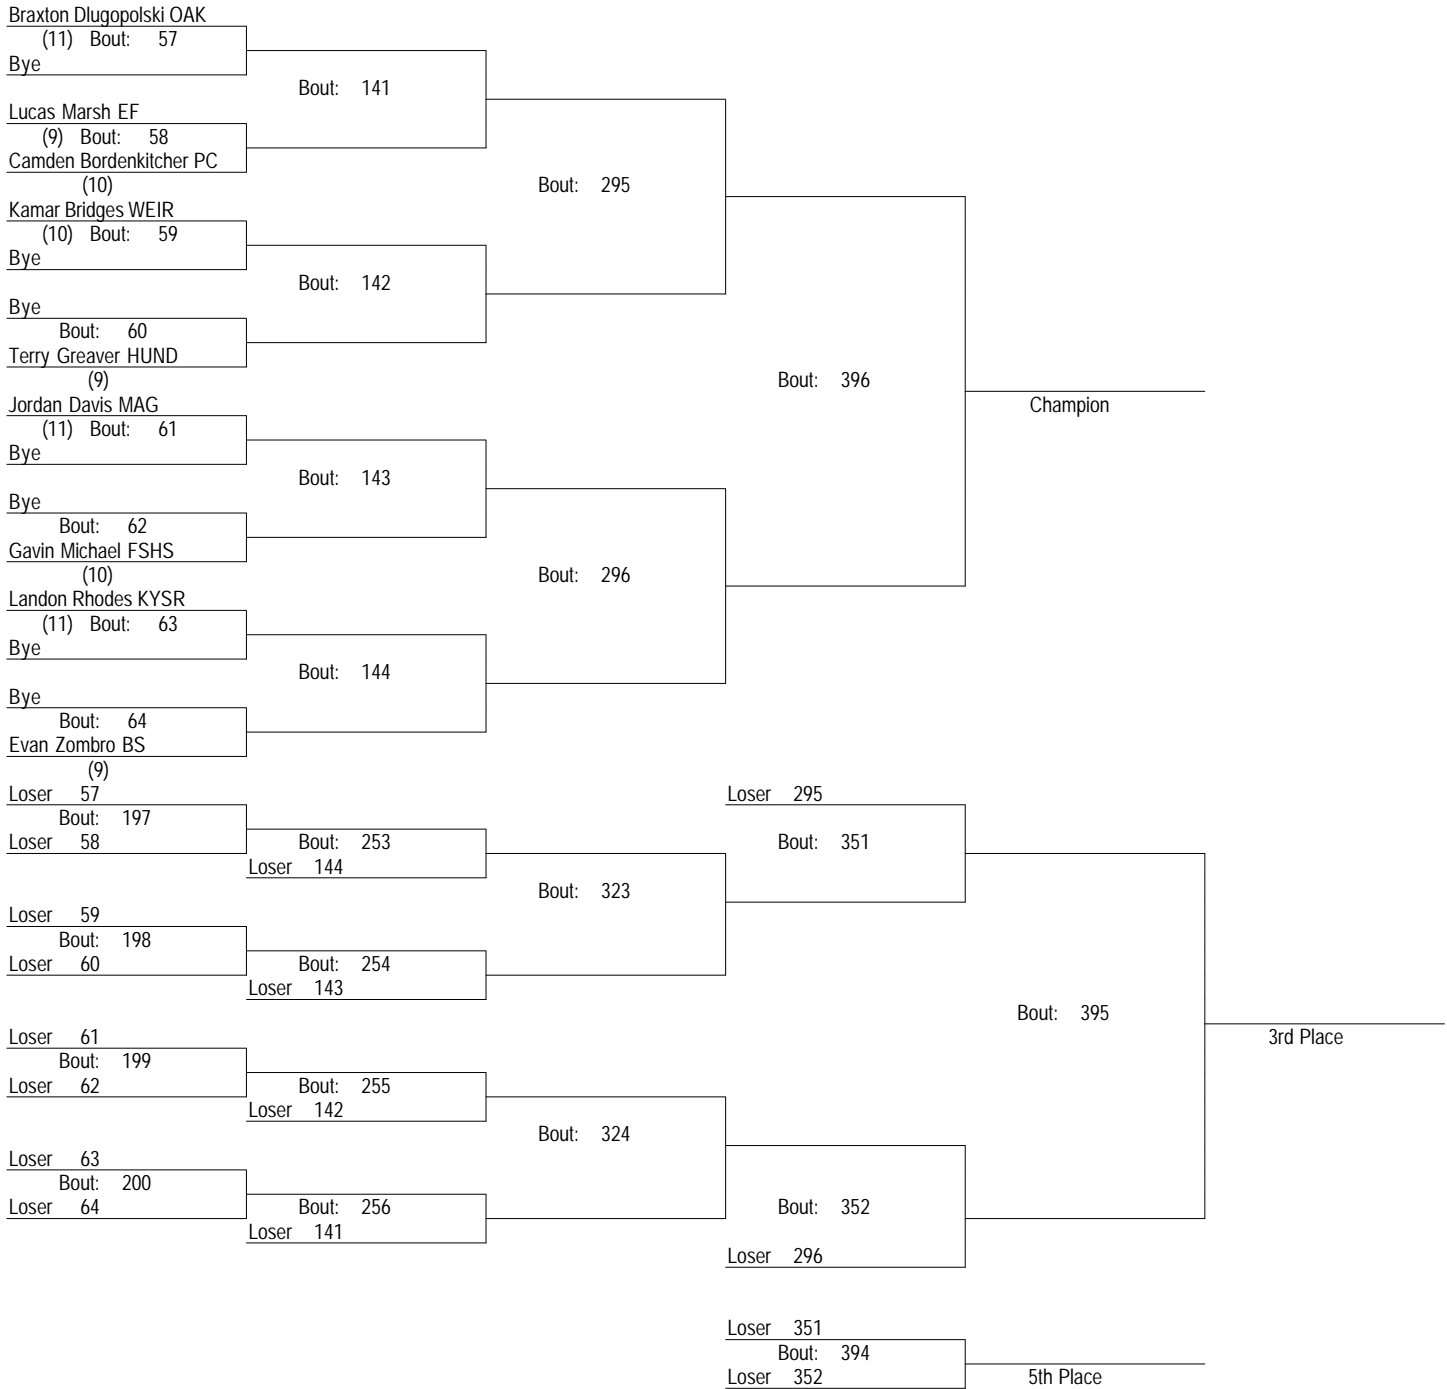 Braxton Dlugopolski OAK
(11) Bout: 57
Bye
Bout: 141
Lucas Marsh EF
(9) Bout: 58
Camden Bordenkitcher PC
(10)
Bout: 295
Kamar Bridges WEIR
(10) Bout: 59
Bye
Bout: 142
Bye
Bout: 60
Terry Greaver HUND
(9)
Bout: 396
Champion
Jordan Davis MAG
(11) Bout: 61
Bye
Bout: 143
Bye
Bout: 62
Gavin Michael FSHS
(10)
Bout: 296
Landon Rhodes KYSR
(11) Bout: 63
Bye
Bout: 144
Bye
Bout: 64
Evan Zombro BS
(9)
Loser 57
Bout: 197
Loser 58
Bout: 253
Loser 144
Loser 295
Bout: 351
Bout: 323
Loser 59
Bout: 198
Loser 60
Bout: 254
Loser 143
Bout: 395
3rd Place
Loser 61
Bout: 199
Loser 62
Bout: 255
Loser 142
Bout: 324
Loser 63
Bout: 200
Loser 64
Bout: 256
Loser 141
Bout: 352
Loser 296
Loser 351
Bout: 394
Loser 352
5th Place